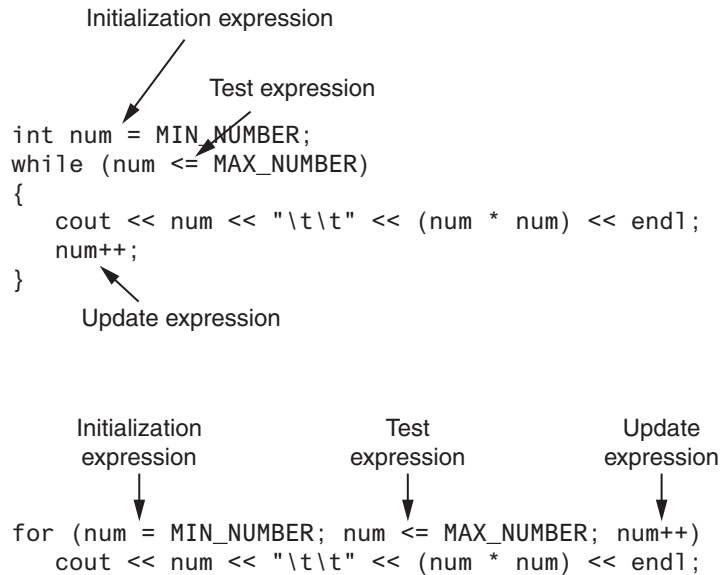 Initialization expression
Test expression
int num = MIN_NUMBER;
while (num <= MAX_NUMBER)
{
cout << num << "\t\t" << (num * num) << endl;
num++;
}
Update expression
Initialization expression
Test expression
Update expression
for (num = MIN_NUMBER; num <= MAX_NUMBER; num++)
cout << num << "\t\t" << (num * num) << endl;